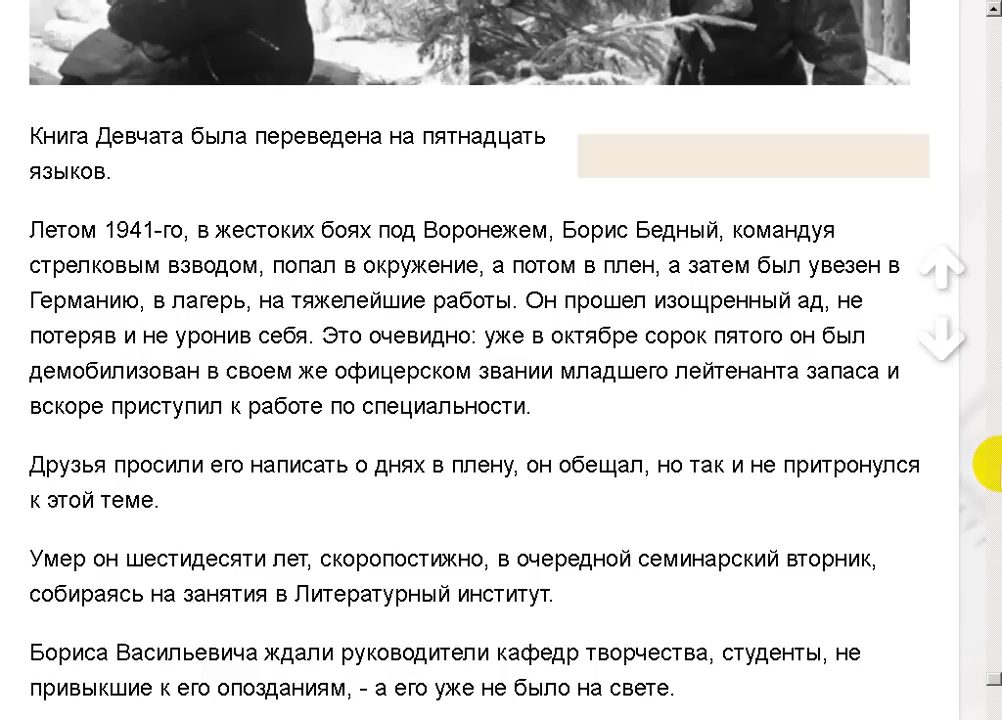 Книга Девчата была переведена на пятнадцать
языков.
Летом 1941-го, в жестоких боях под Воронежем, Борис Бедный, командуя
стрелковым взводом, попал в окружение, а потом в плен, а затем был увезен в
Германию, в лагерь, на тяжелейшие работы. Он прошел изощренный ад, не
потеряв и не уронив себя. Это очевидно: уже в октябре сорок пятого он был
демобилизован в своем же офицерском звании младшего лейтенанта запаса и
вскоре приступил к работе по специальности.
Друзья просили его написать о днях в плену, он обещал, но так и не притронулся
к этой теме.
Умер он шестидесяти лет, скоропостижно, в очередной семинарский вторник,
собираясь на занятия в Литературный институт.
Бориса Васильевича ждали руководители кафедр творчества, студенты, не
привыкшие к его опозданиям, - а его уже не было на свете.